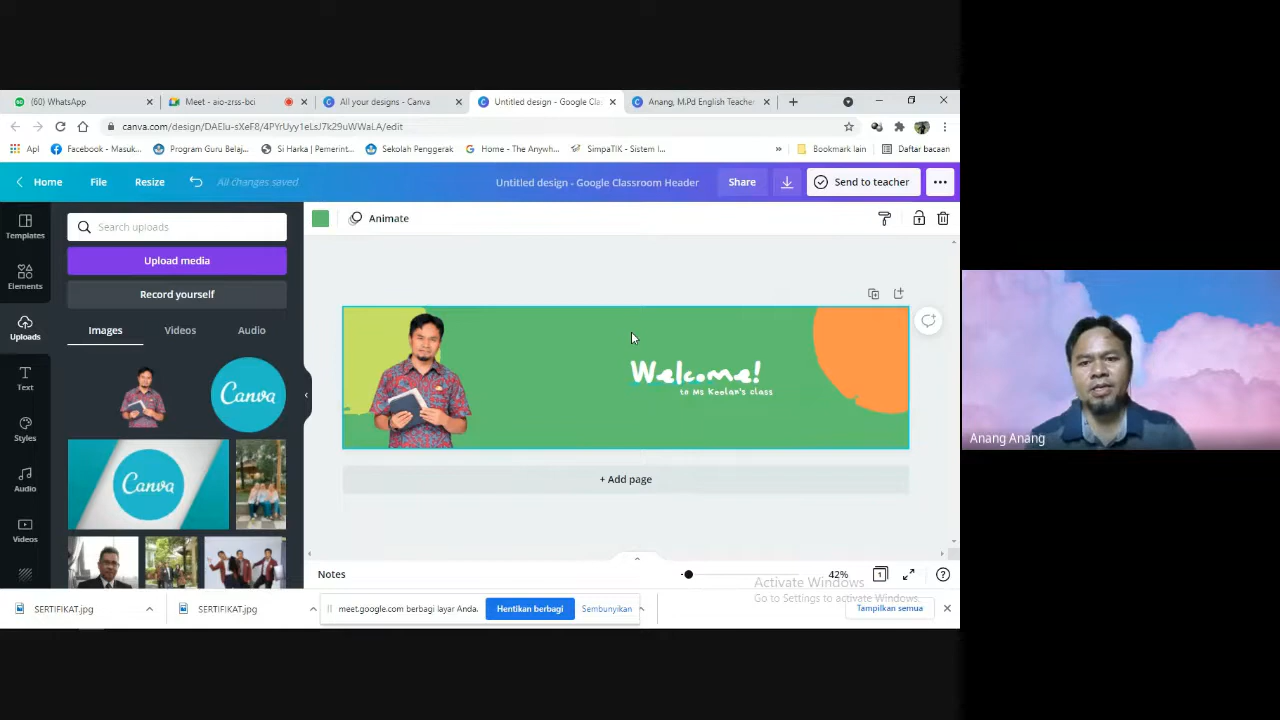 (60) WhatsApp
Meet - aio-zrss-bci
All your designs - Canva
Untitled design - Google Clas
Anang, M.Pd English Teacher
canva.com/design/DAElu-sXeF8/4PYrUyy1eLsJ7k29uWWaLA/edit
Apl
Facebook - Masuk...
Program Guru Belaj...
Si Harka | Pemerint...
Sekolah Penggerak
Home - The Anywh...
SimpaTIK - Sistem I...
»
Bookmark lain
Daftar bacaan
Home
File
Resize
All changes saved
Untitled design - Google Classroom Header
Share
Send to teacher
Templates
Elements
Uploads
Text
Styles
Audio
Videos
Search uploads
Upload media
Record yourself
Images
Videos
Audio
Canva
Canva
Animate
Welcome!
to Ms Keelan's class
+ Add page
Notes
42%
1
Activate Windows
Go to Settings to activate Windows.
SERTIFIKAT.jpg
SERTIFIKAT.jpg
meet.google.com berbagi layar Anda.
Hentikan berbagi
Sembunyikan
Tampilkan semua
Anang Anang